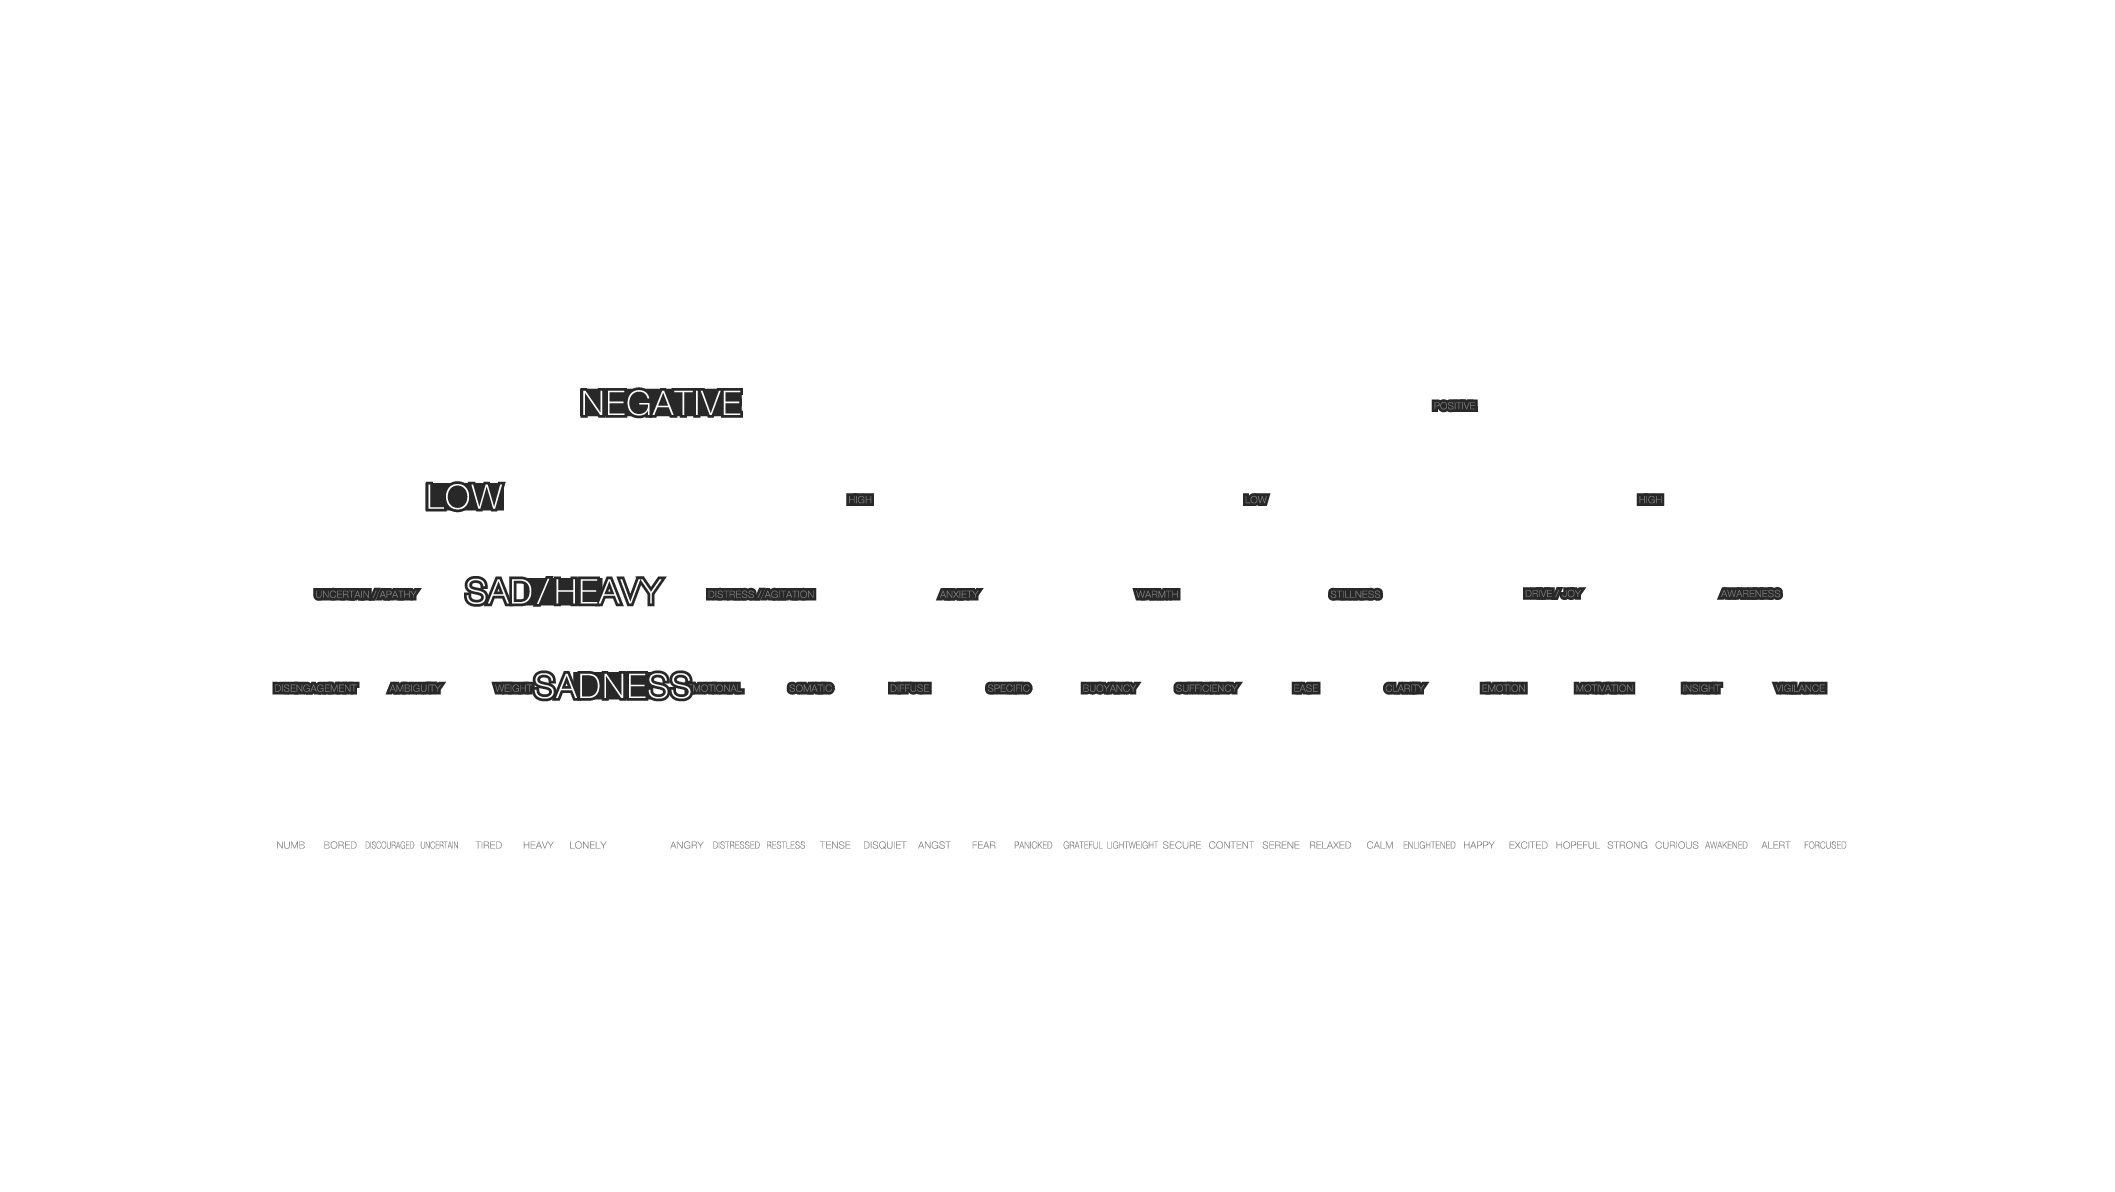 NEGATIVE POSITIVE
LOW HIGH LOW HIGH
UNCERTAIN//APATHY SAD/HEAVY DISTRESS//AGITATION ANXIETY WARMTH STILLNESS DRIVE/JOY AWARENESS
DISENGAGEMENT AMBIGUITY WEIGHT SADNESS MOTIONAL SOMATIC DIFFUSE SPECIFIC BUOYANCY SUFFICIENCY EASE CLARITY EMOTION MOTIVATION INSIGHT VIGILANCE
NUMB BORED DISCOURAGED UNCERTAIN TIRED HEAVY LONELY ANGRY DISTRESSED RESTLESS TENSE DISQUIET ANGST FEAR PANICKED GRATEFUL LIGHTWEIGHT SECURE CONTENT SERENE RELAXED CALM ENLIGHTENED HAPPY EXCITED HOPEFUL STRONG CURIOUS AWAKENED ALERT FORCUSED